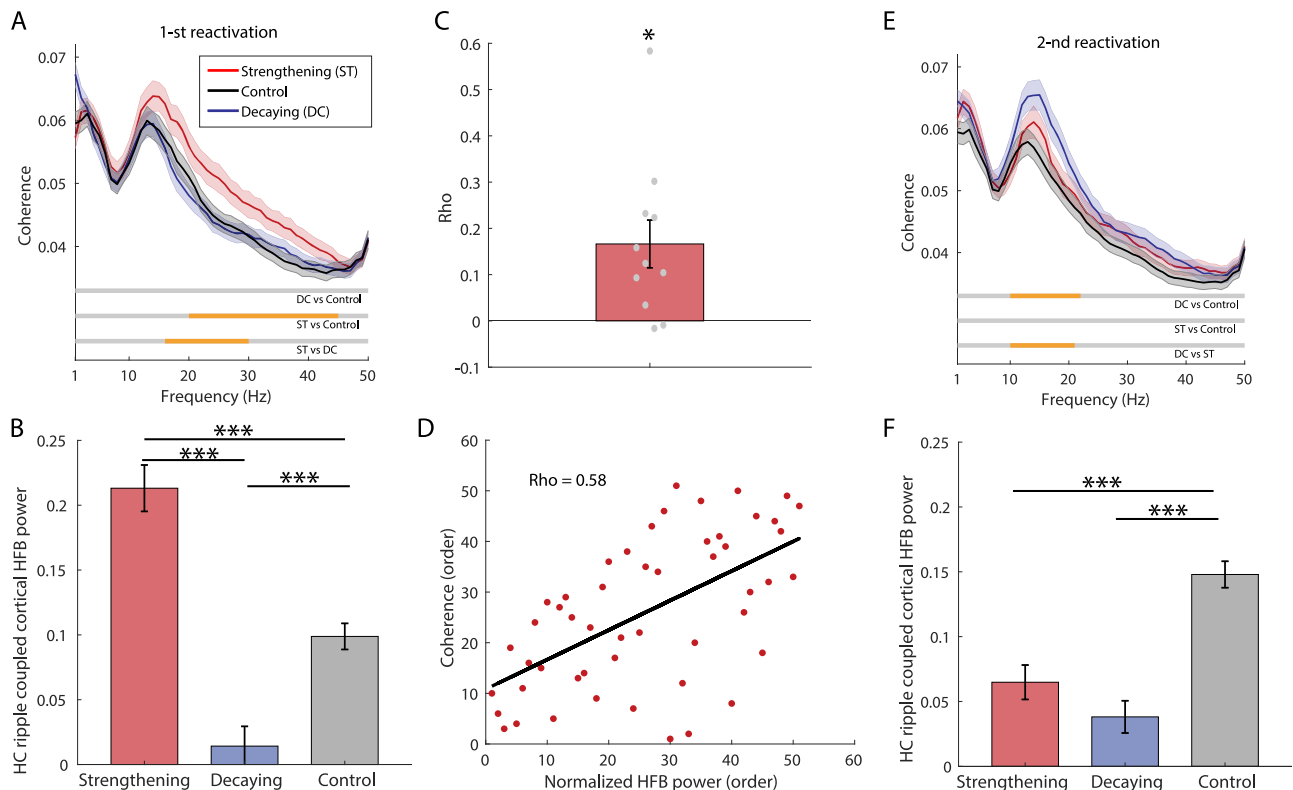 A
1-st reactivation
Strengthening (ST)
Control
Decaying (DC)
0.07
0.06
0.05
0.04
Coherence
DC vs Control
ST vs Control
ST vs DC
1 10 20 30 40 50
Frequency (Hz)
B
HC ripple coupled cortical HFB power
0.25
0.2
0.15
0.1
0.05
0
***
***
***
Strengthening Decaying Control
C
*
0.6
0.5
0.4
0.3
0.2
0.1
0
-0.1
Rho
D
Rho = 0.58
60
50
40
30
20
10
0
Coherence (order)
0 10 20 30 40 50 60
Normalized HFB power (order)
E
2-nd reactivation
0.07
0.06
0.05
0.04
Coherence
DC vs Control
ST vs Control
DC vs ST
1 10 20 30 40 50
Frequency (Hz)
F
HC ripple coupled cortical HFB power
0.25
0.2
0.15
0.1
0.05
0
***
***
Strengthening Decaying Control